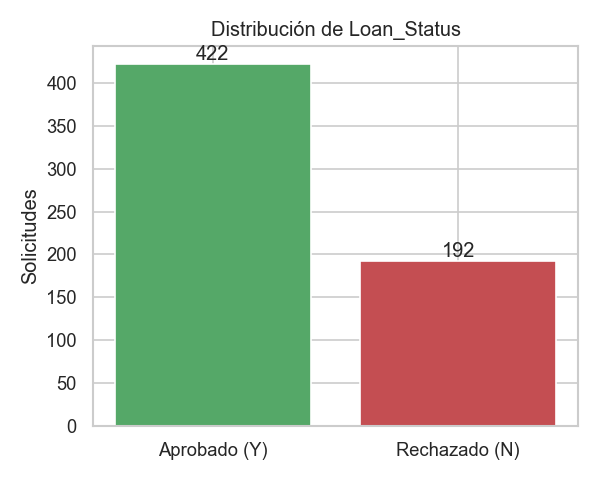 Distribución de Loan_Status
422
192
Solicitudes
400
350
300
250
200
150
100
50
0
Aprobado (Y)
Rechazado (N)